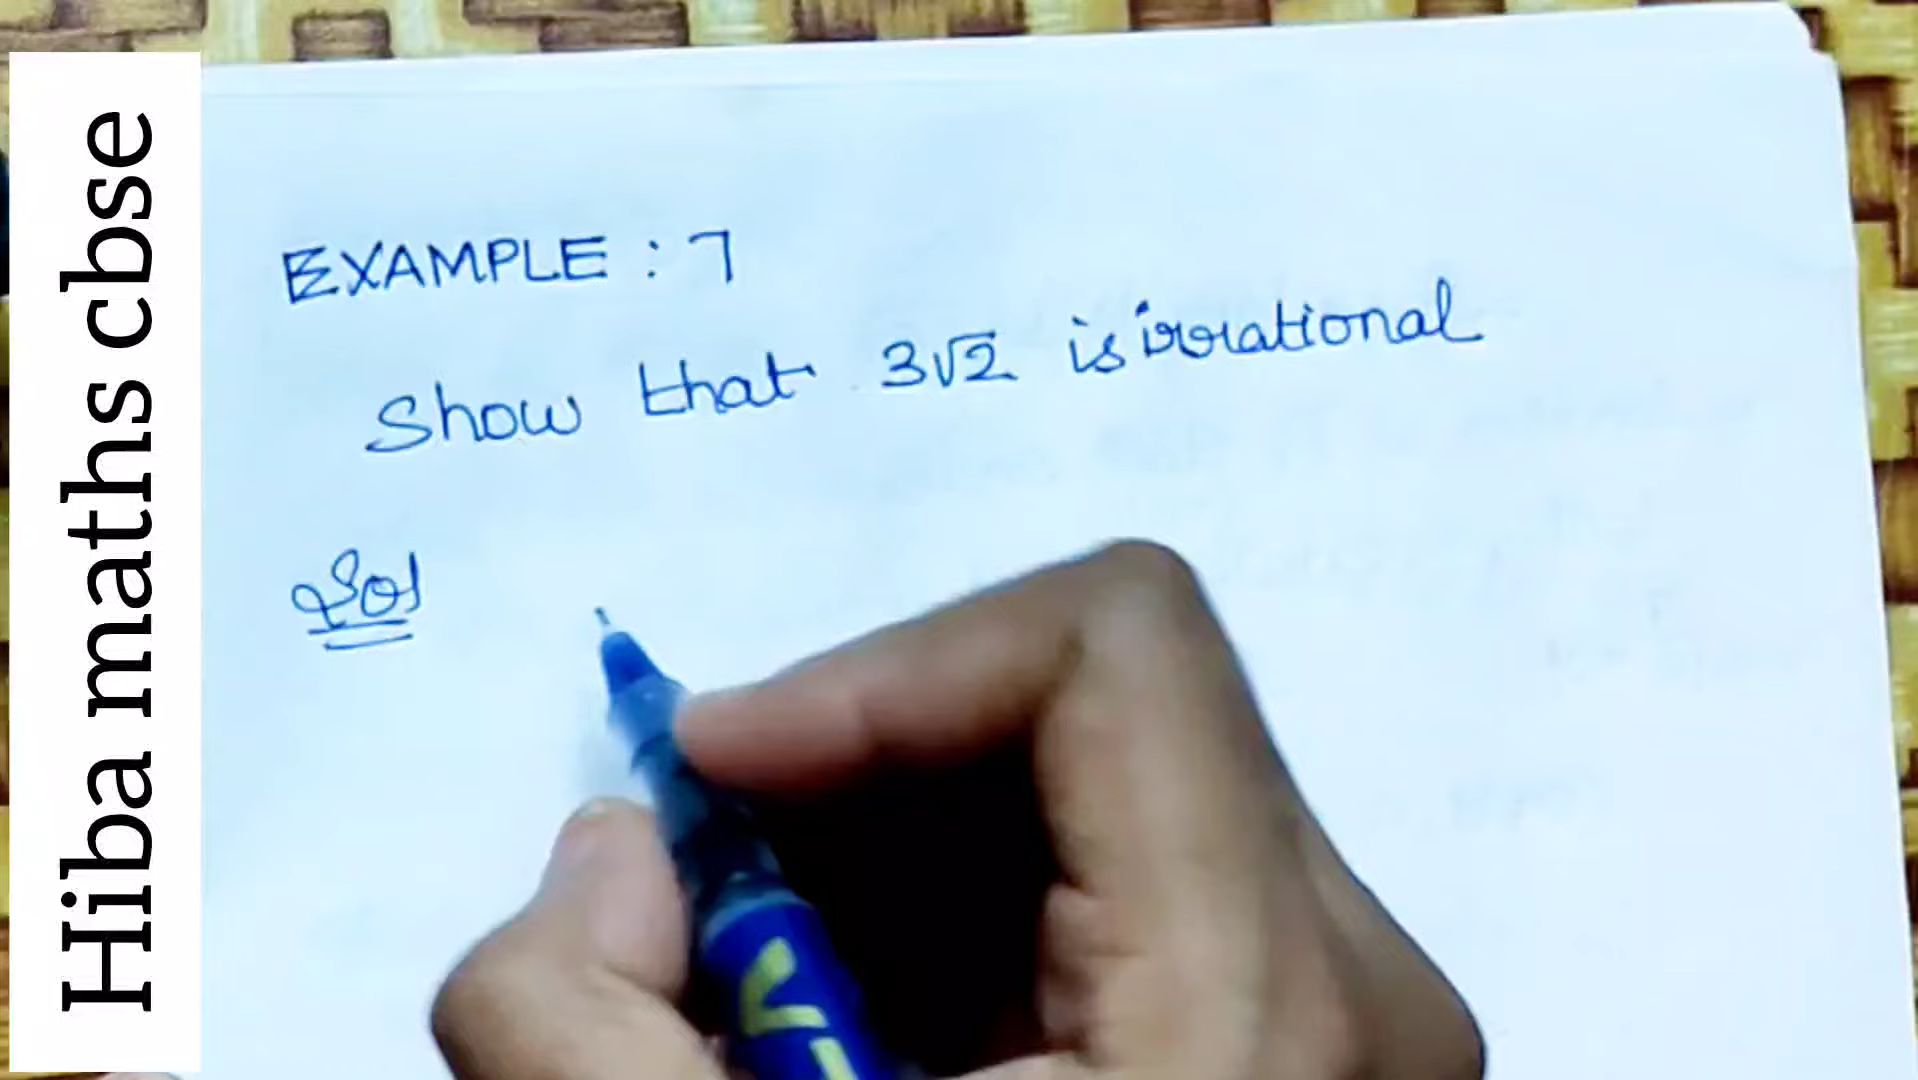 Hiba maths cbse
EXAMPLE : 7
Show that 3√2 is irrational
Sol